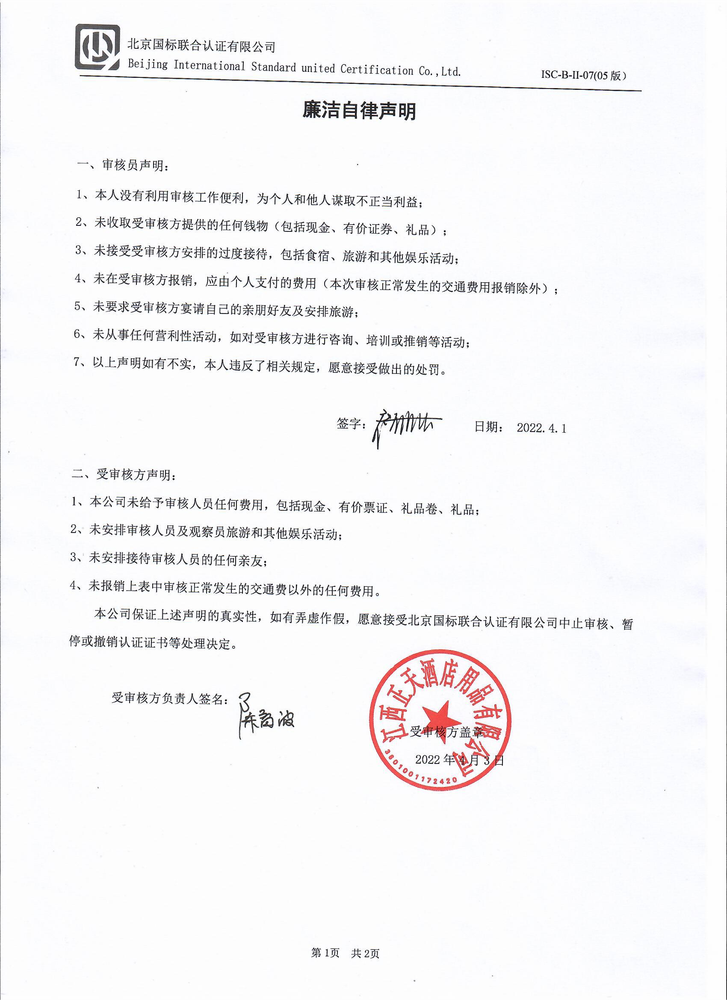 北京国标联合认证有限公司
Beijing International Standard united Certification Co.,Ltd.
ISC-B-II-07(05版)
廉洁自律声明
一、审核员声明:
1、本人没有利用审核工作便利，为个人和他人谋取不正当利益;
2、未收取受审核方提供的任何钱物（包括现金、有价证券、礼品）;
3、未接受受审核方安排的过度接待，包括食宿、旅游和其他娱乐活动;
4、未在受审核方报销，应由个人支付的费用（本次审核正常发生的交通费用报销除外）;
5、未要求受审核方宴请自己的亲朋好友及安排旅游;
6、未从事任何营利性活动，如对受审核方进行咨询、培训或推销等活动;
7、以上声明如有不实，本人违反了相关规定，愿意接受做出的处罚。
签字: 日期: 2022.4.1
二、受审核方声明:
1、本公司未给予审核人员任何费用，包括现金、有价票证、礼品卷、礼品;
2、未安排审核人员及观察员旅游和其他娱乐活动;
3、未安排接待审核人员的任何亲友;
4、未报销上表中审核正常发生的交通费以外的任何费用。
本公司保证上述声明的真实性，如有弄虚作假，愿意接受北京国标联合认证有限公司中止审核、暂
停或撤销认证证书等处理决定。
受审核方负责人签名:
江西正天酒店用品有限公司
受审核方盖章
2022年4月3日
3601001172420
第1页 共2页